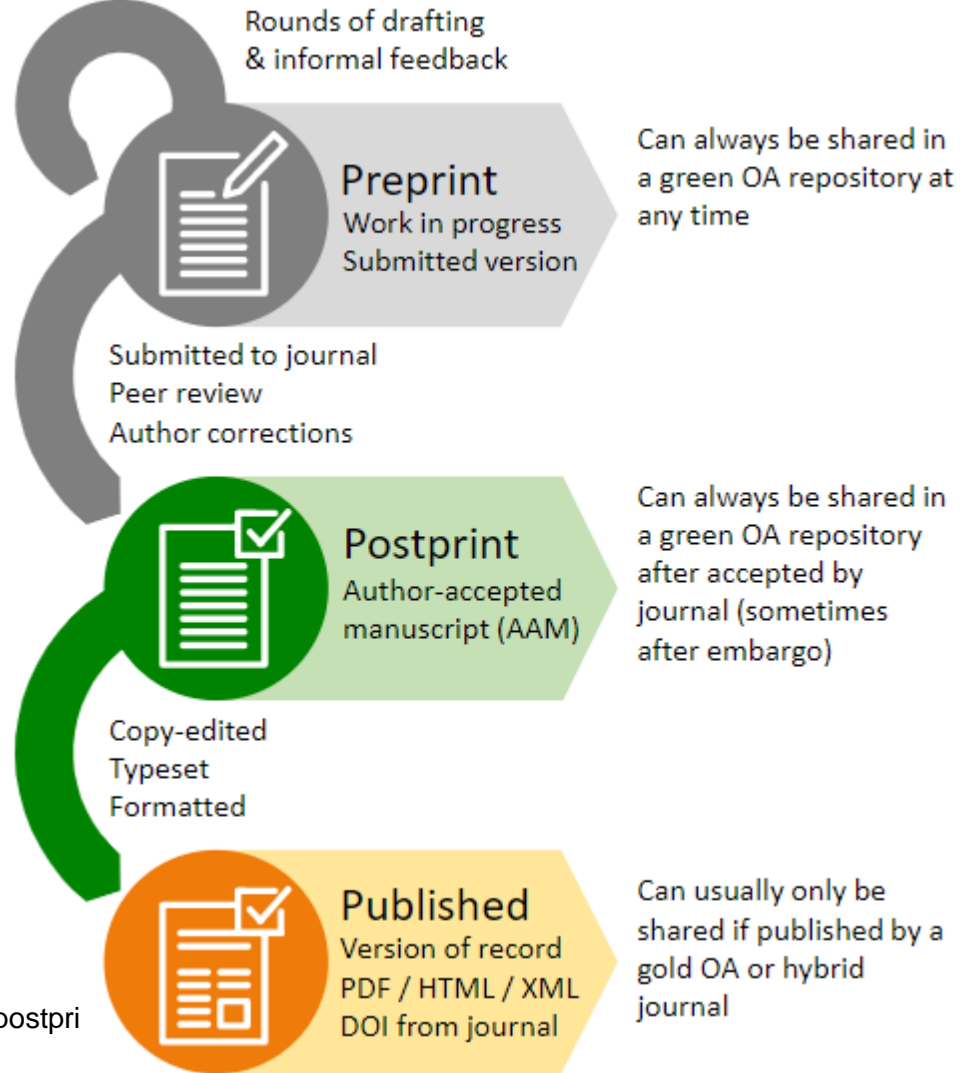 Rounds of drafting
& informal feedback
Preprint
Work in progress
Submitted version
Can always be shared in
a green OA repository at
any time
Submitted to journal
Peer review
Author corrections
Postprint
Author-accepted
manuscript (AAM)
Can always be shared in
a green OA repository
after accepted by
journal (sometimes
after embargo)
Copy-edited
Typeset
Formatted
Published
Version of record
PDF / HTML / XML
DOI from journal
Can usually only be
shared if published by a
gold OA or hybrid
journal